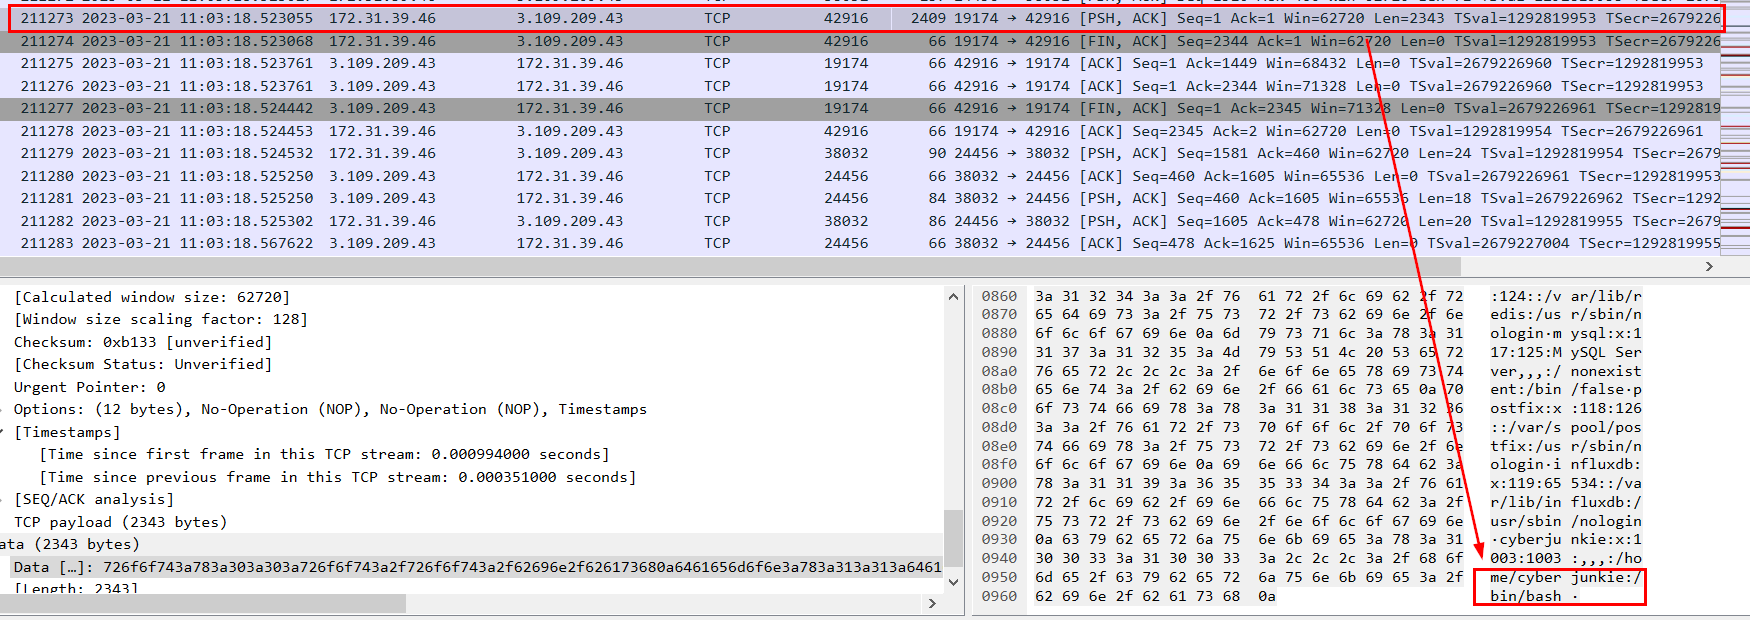 211273 2023-03-21 11:03:18.523055 172.31.39.46 3.109.209.43 TCP 42916 2409 19174 → 42916 [PSH, ACK] Seq=1 Ack=1 Win=62720 Len=2343 TSval=1292819953 TSecr=2679226
211274 2023-03-21 11:03:18.523068 172.31.39.46 3.109.209.43 TCP 42916 66 19174 → 42916 [FIN, ACK] Seq=2344 Ack=1 Win=62720 Len=0 TSval=1292819953 TSecr=2679226
211275 2023-03-21 11:03:18.523761 3.109.209.43 172.31.39.46 TCP 19174 66 42916 → 19174 [ACK] Seq=1 Ack=1449 Win=68432 Len=0 TSval=2679226960 TSecr=1292819953
211276 2023-03-21 11:03:18.523761 3.109.209.43 172.31.39.46 TCP 19174 66 42916 → 19174 [ACK] Seq=1 Ack=2344 Win=71328 Len=0 TSval=2679226960 TSecr=1292819953
211277 2023-03-21 11:03:18.524442 3.109.209.43 172.31.39.46 TCP 19174 66 42916 → 19174 [FIN, ACK] Seq=1 Ack=2345 Win=71328 Len=0 TSval=2679226961 TSecr=1292819
211278 2023-03-21 11:03:18.524453 172.31.39.46 3.109.209.43 TCP 42916 66 19174 → 42916 [ACK] Seq=2345 Ack=2 Win=62720 Len=0 TSval=1292819954 TSecr=2679226961
211279 2023-03-21 11:03:18.524532 172.31.39.46 3.109.209.43 TCP 38032 90 24456 → 38032 [PSH, ACK] Seq=1581 Ack=460 Win=62720 Len=24 TSval=1292819954 TSecr=2679
211280 2023-03-21 11:03:18.525250 3.109.209.43 172.31.39.46 TCP 24456 66 38032 → 24456 [ACK] Seq=460 Ack=1605 Win=65536 Len=0 TSval=2679226961 TSecr=1292819953
211281 2023-03-21 11:03:18.525250 3.109.209.43 172.31.39.46 TCP 24456 84 38032 → 24456 [PSH, ACK] Seq=460 Ack=1605 Win=65536 Len=18 TSval=2679226962 TSecr=1292
211282 2023-03-21 11:03:18.525302 172.31.39.46 3.109.209.43 TCP 38032 86 24456 → 38032 [PSH, ACK] Seq=1605 Ack=478 Win=62720 Len=20 TSval=1292819955 TSecr=2679
211283 2023-03-21 11:03:18.567622 3.109.209.43 172.31.39.46 TCP 24456 66 38032 → 24456 [ACK] Seq=478 Ack=1625 Win=65536 Len=0 TSval=2679227004 TSecr=1292819955
[Calculated window size: 62720]
[Window size scaling factor: 128]
Checksum: 0xb133 [unverified]
[Checksum Status: Unverified]
Urgent Pointer: 0
Options: (12 bytes), No-Operation (NOP), No-Operation (NOP), Timestamps
[Timestamps]
[Time since first frame in this TCP stream: 0.000994000 seconds]
[Time since previous frame in this TCP stream: 0.000351000 seconds]
[SEQ/ACK analysis]
TCP payload (2343 bytes)
ata (2343 bytes)
Data […]: 726f6f743a783a303a303a726f6f743a2f726f6f743a2f62696e2f626173680a6461656d6f6e3a783a313a313a6461
[Length: 2343]
0860 3a 31 32 34 3a 3a 2f 76 61 72 2f 6c 69 62 2f 72 :124::/v ar/lib/r
0870 65 64 69 73 3a 2f 75 73 72 2f 73 62 69 6e 2f 6e edis:/us r/sbin/n
0880 6f 6c 6f 67 69 6e 0a 6d 79 73 71 6c 3a 78 3a 31 ologin·m ysql:x:1
0890 31 37 3a 31 32 35 3a 4d 79 53 51 4c 20 53 65 72 17:125:M ySQL Ser
08a0 76 65 72 2c 2c 2c 3a 2f 6e 6f 6e 65 78 69 73 74 ver,,,:/ nonexist
08b0 65 6e 74 3a 2f 62 69 6e 2f 66 61 6c 73 65 0a 70 ent:/bin /false·p
08c0 6f 73 74 66 69 78 3a 78 3a 31 31 38 3a 31 32 36 ostfix:x :118:126
08d0 3a 3a 2f 76 61 72 2f 73 70 6f 6f 6c 2f 70 6f 73 ::/var/s pool/pos
08e0 74 66 69 78 3a 2f 75 73 72 2f 73 62 69 6e 2f 6e tfix:/us r/sbin/n
08f0 6f 6c 6f 67 69 6e 0a 69 6e 66 6c 75 78 64 62 3a ologin·i nfluxdb:
0900 78 3a 31 31 39 3a 36 35 35 33 34 3a 3a 2f 76 61 x:119:65 534::/va
0910 72 2f 6c 69 62 2f 69 6e 66 6c 75 78 64 62 3a 2f r/lib/in fluxdb:/
0920 75 73 72 2f 73 62 69 6e 2f 6e 6f 6c 6f 67 69 6e usr/sbin /nologin
0930 0a 63 79 62 65 72 6a 75 6e 6b 69 65 3a 78 3a 31 ·cyberju nkie:x:1
0940 30 30 33 3a 31 30 30 33 3a 2c 2c 2c 3a 2f 68 6f 003:1003 :,,,:/ho
0950 6d 65 2f 63 79 62 65 72 6a 75 6e 6b 69 65 3a 2f me/cyber junkie:/
0960 62 69 6e 2f 62 61 73 68 0a bin/bash ·